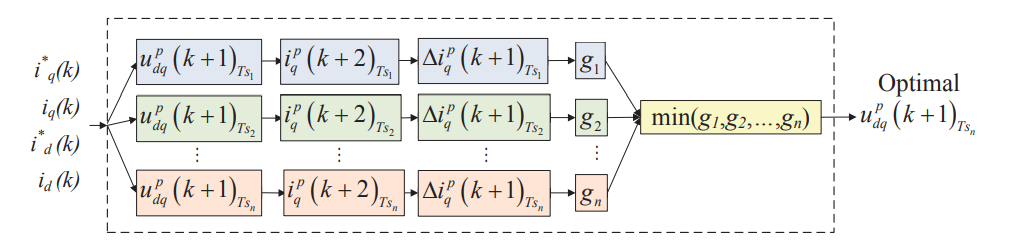 i*q(k)
iq(k)
i*d(k)
id(k)
u^p_dq(k+1)_Ts1 i^p_q(k+2)_Ts1 Δi^p_q(k+1)_Ts1 g1
u^p_dq(k+1)_Ts2 i^p_q(k+2)_Ts2 Δi^p_q(k+1)_Ts2 g2
⋮ ⋮ ⋮ ⋮
u^p_dq(k+1)_Tsn i^p_q(k+2)_Tsn Δi^p_q(k+1)_Tsn gn
min(g1,g2,...,gn)
Optimal
u^p_dq(k+1)_Tsn